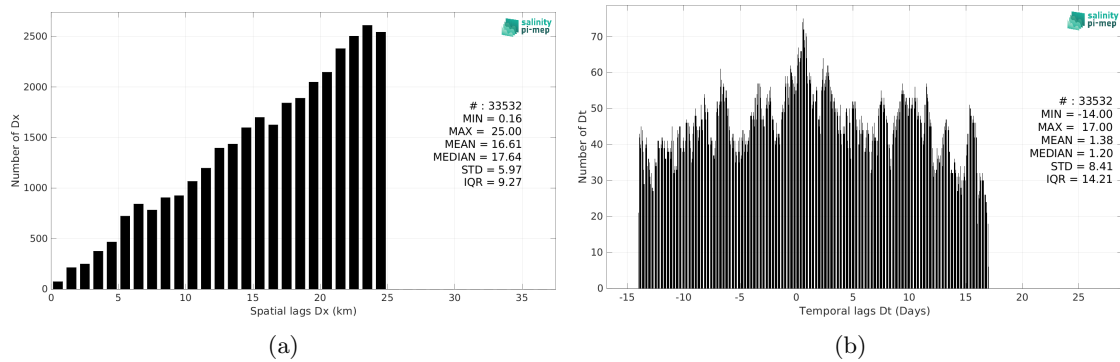 salinity
pi-mep
# : 33532
MIN = 0.16
MAX = 25.00
MEAN = 16.61
MEDIAN = 17.64
STD = 5.97
IQR = 9.27
Number of Dx
2500
2000
1500
1000
500
0
0 5 10 15 20 25 30 35
Spatial lags Dx (km)
(a)
salinity
pi-mep
# : 33532
MIN = -14.00
MAX = 17.00
MEAN = 1.38
MEDIAN = 1.20
STD = 8.41
IQR = 14.21
Number of Dt
70
60
50
40
30
20
10
0
-15 -10 -5 0 5 10 15 20 25
Temporal lags Dt (Days)
(b)